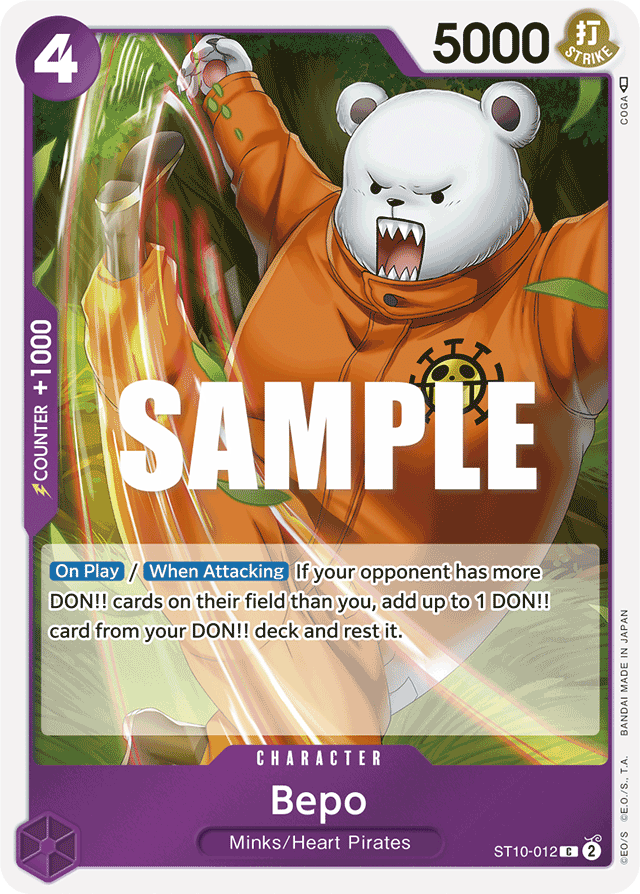 4
5000
打
STRIKE
COGA
COUNTER +1000
SAMPLE
On Play / When Attacking If your opponent has more
DON!! cards on their field than you, add up to 1 DON!!
card from your DON!! deck and rest it.
CHARACTER
Bepo
Minks/Heart Pirates
ST10-012 C 2
©E/S ©E.O./S., T.A. BANDAI MADE IN JAPAN